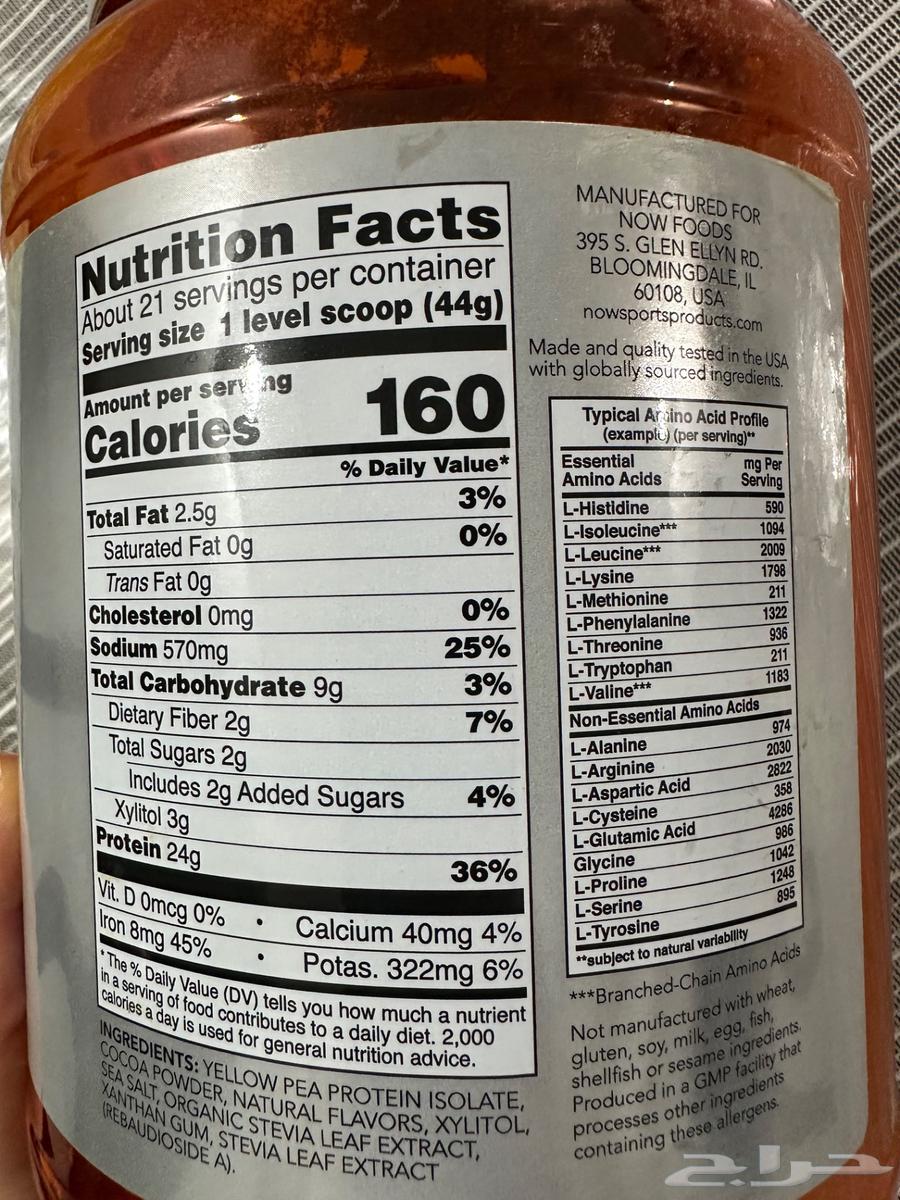 Nutrition Facts
About 21 servings per container
Serving size 1 level scoop (44g)
Amount per serving
Calories 160
% Daily Value*
Total Fat 2.5g 3%
Saturated Fat 0g 0%
Trans Fat 0g
Cholesterol 0mg 0%
Sodium 570mg 25%
Total Carbohydrate 9g 3%
Dietary Fiber 2g 7%
Total Sugars 2g
Includes 2g Added Sugars 4%
Xylitol 3g
Protein 24g 36%
Vit. D 0mcg 0% • Calcium 40mg 4%
Iron 8mg 45% • Potas. 322mg 6%
* The % Daily Value (DV) tells you how much a nutrient
in a serving of food contributes to a daily diet. 2,000
calories a day is used for general nutrition advice.
INGREDIENTS: YELLOW PEA PROTEIN ISOLATE,
COCOA POWDER, NATURAL FLAVORS, XYLITOL,
SEA SALT, ORGANIC STEVIA LEAF EXTRACT,
XANTHAN GUM, STEVIA LEAF EXTRACT
(REBAUDIOSIDE A).
MANUFACTURED FOR
NOW FOODS
395 S. GLEN ELLYN RD.
BLOOMINGDALE, IL
60108, USA
nowsportsproducts.com
Made and quality tested in the USA
with globally sourced ingredients.
Typical Amino Acid Profile
(example) (per serving)**
Essential mg Per
Amino Acids Serving
L-Histidine 590
L-Isoleucine*** 1094
L-Leucine*** 2009
L-Lysine 1798
L-Methionine 211
L-Phenylalanine 1322
L-Threonine 936
L-Tryptophan 211
L-Valine*** 1183
Non-Essential Amino Acids
L-Alanine 974
L-Arginine 2030
L-Aspartic Acid 2822
L-Cysteine 358
L-Glutamic Acid 4286
Glycine 986
L-Proline 1042
L-Serine 1248
L-Tyrosine 895
**subject to natural variability
***Branched-Chain Amino Acids
Not manufactured with wheat,
gluten, soy, milk, egg, fish,
shellfish or sesame ingredients.
Produced in a GMP facility that
processes other ingredients
containing these allergens.
حراج